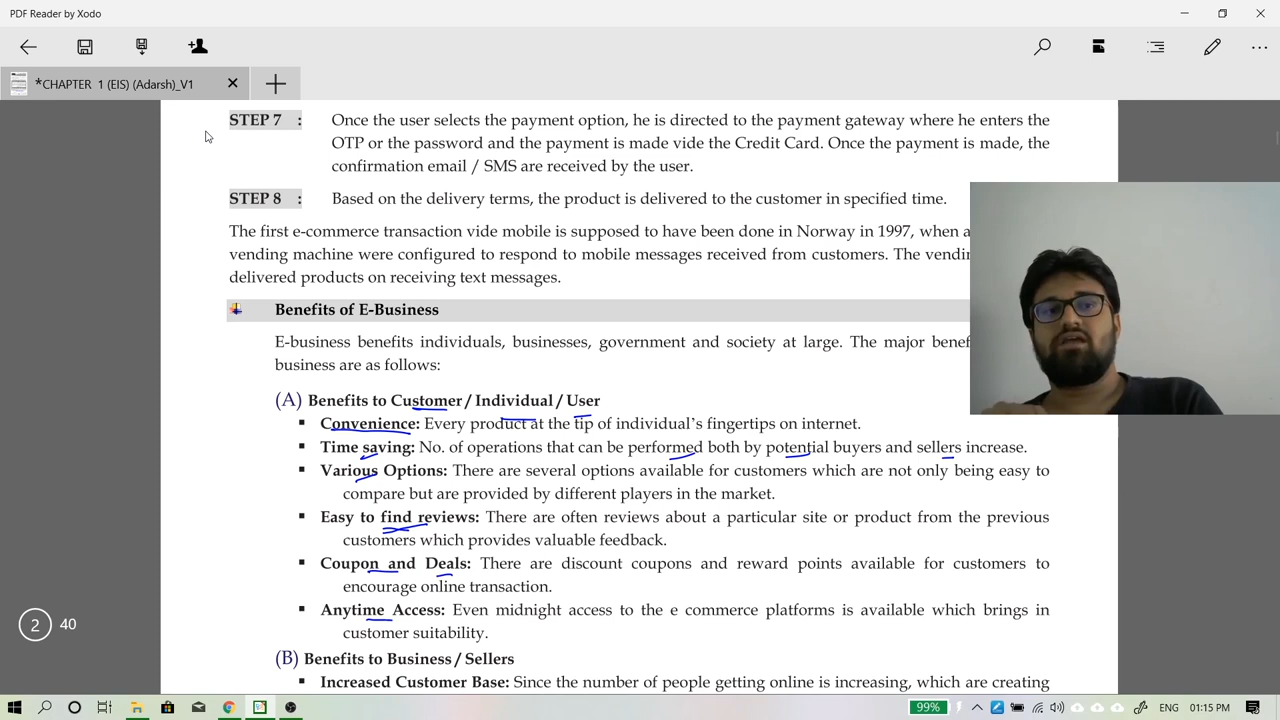 PDF Reader by Xodo
*CHAPTER 1 (EIS) (Adarsh)_V1
STEP 7 : Once the user selects the payment option, he is directed to the payment gateway where he enters the
OTP or the password and the payment is made vide the Credit Card. Once the payment is made, the
confirmation email / SMS are received by the user.
STEP 8 : Based on the delivery terms, the product is delivered to the customer in specified time.
The first e-commerce transaction vide mobile is supposed to have been done in Norway in 1997, when a
vending machine were configured to respond to mobile messages received from customers. The
delivered products on receiving text messages.
Benefits of E-Business
E-business benefits individuals, businesses, government and society at large. The major
business are as follows:
(A) Benefits to Customer / Individual / User
▪ Convenience: Every product at the tip of individual's fingertips on internet.
▪ Time saving: No. of operations that can be performed both by potential buyers and sellers increase.
▪ Various Options: There are several options available for customers which are not only being easy to
compare but are provided by different players in the market.
▪ Easy to find reviews: There are often reviews about a particular site or product from the previous
customers which provides valuable feedback.
▪ Coupon and Deals: There are discount coupons and reward points available for customers to
encourage online transaction.
▪ Anytime Access: Even midnight access to the e commerce platforms is available which brings in
customer suitability.
(B) Benefits to Business / Sellers
▪ Increased Customer Base: Since the number of people getting online is increasing, which are creating
2 40
99% ENG 01:15 PM